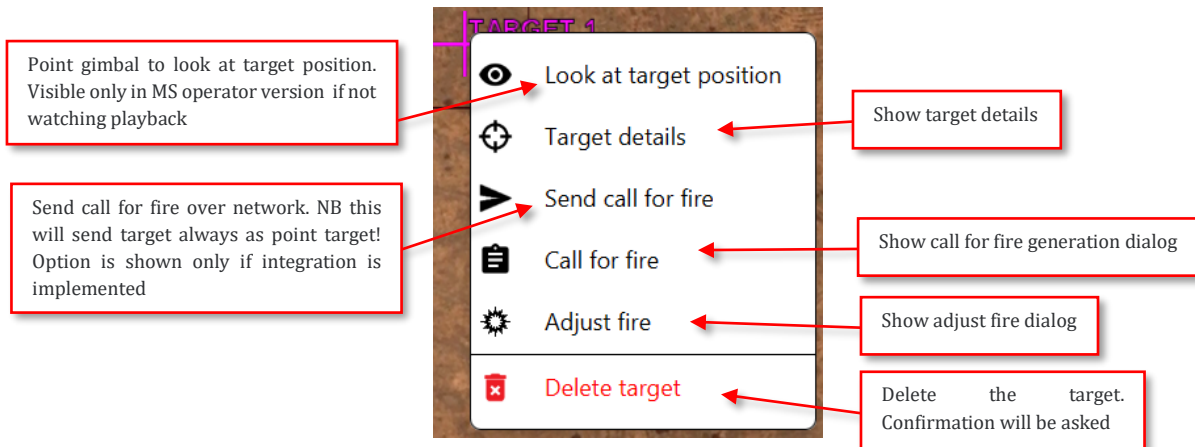 TARGET 1
Point gimbal to look at target position.
Visible only in MS operator version if not
watching playback
Look at target position
Show target details
Target details
Send call for fire over network. NB this
will send target always as point target!
Option is shown only if integration is
implemented
Send call for fire
Show call for fire generation dialog
Call for fire
Adjust fire
Show adjust fire dialog
Delete target
Delete the target.
Confirmation will be asked